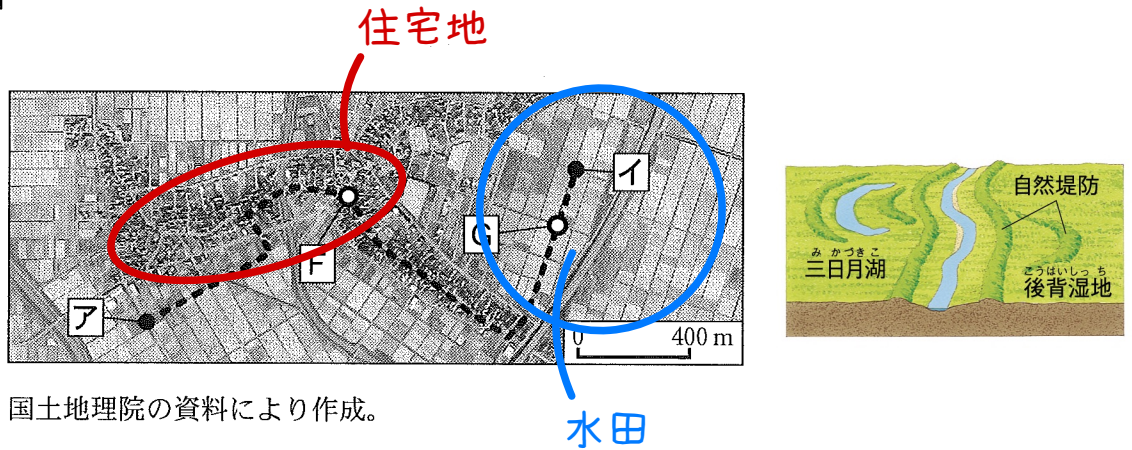 住宅地
イ
自然堤防
G
F
みかづきこ
三日月湖
こうはいしっち
後背湿地
ア
0 400 m
国土地理院の資料により作成。
水田